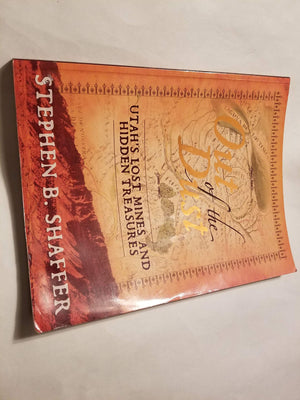 Out
of the
Dust
UTAH'S LOST MINES AND
HIDDEN TREASURES
STEPHEN B. SHAFFER